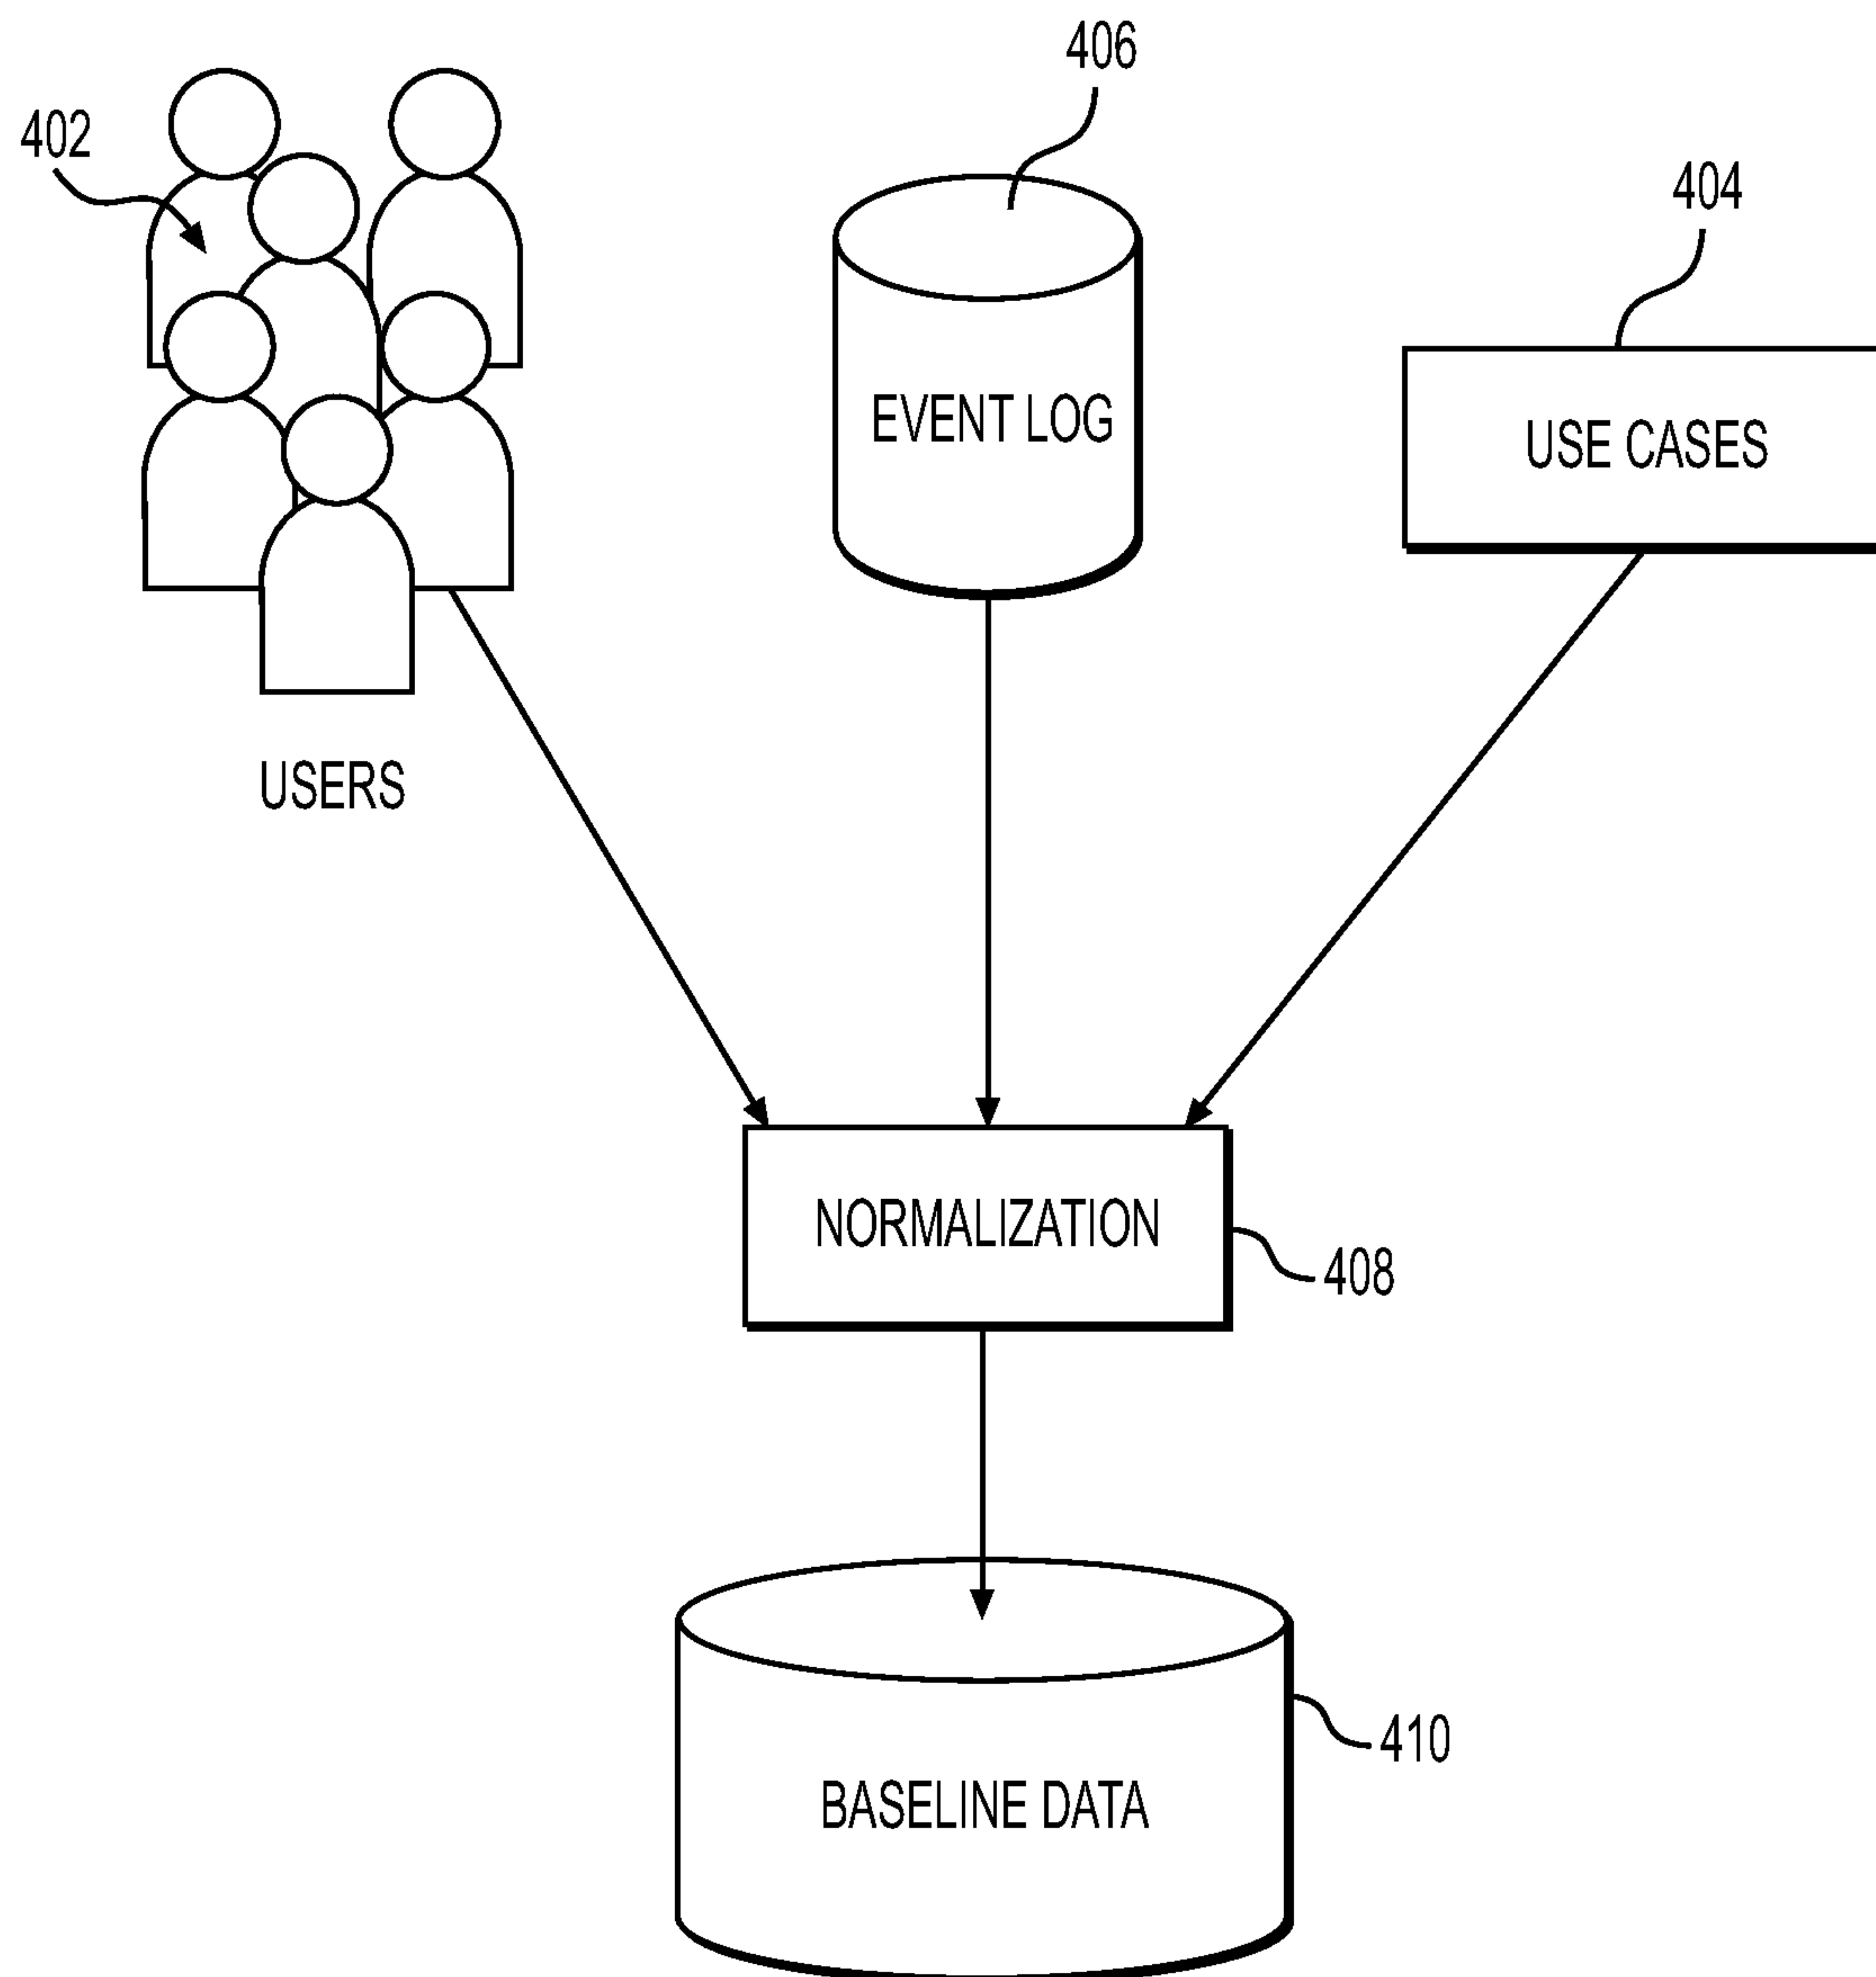 406
402
404
EVENT LOG
USE CASES
USERS
NORMALIZATION
408
410
BASELINE DATA